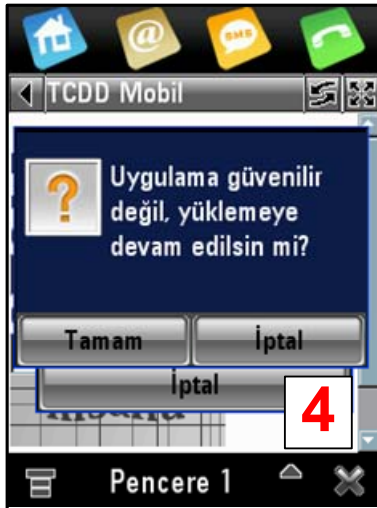 @
SMS
TCDD Mobil
Uygulama güvenilir
değil, yüklemeye
devam edilsin mi?
Tamam
İptal
İptal
4
Pencere 1